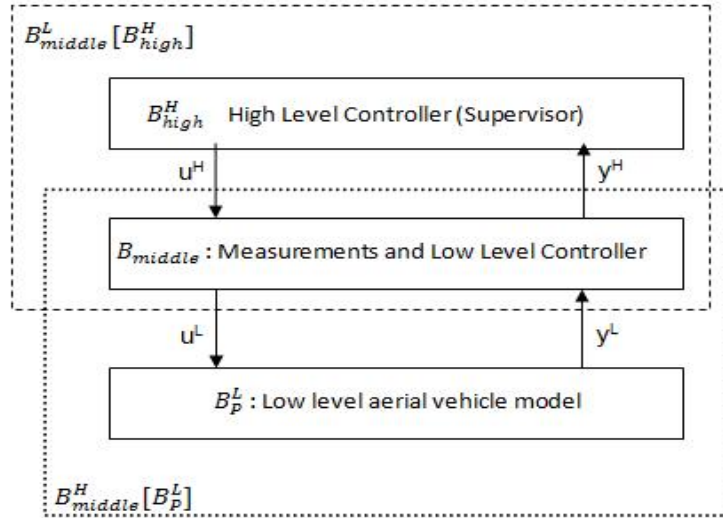 B^L_middle[B^H_high]
B^H_high High Level Controller (Supervisor)
u^H y^H
B_middle : Measurements and Low Level Controller
u^L y^L
B^L_P : Low level aerial vehicle model
B^H_middle[B^L_P]